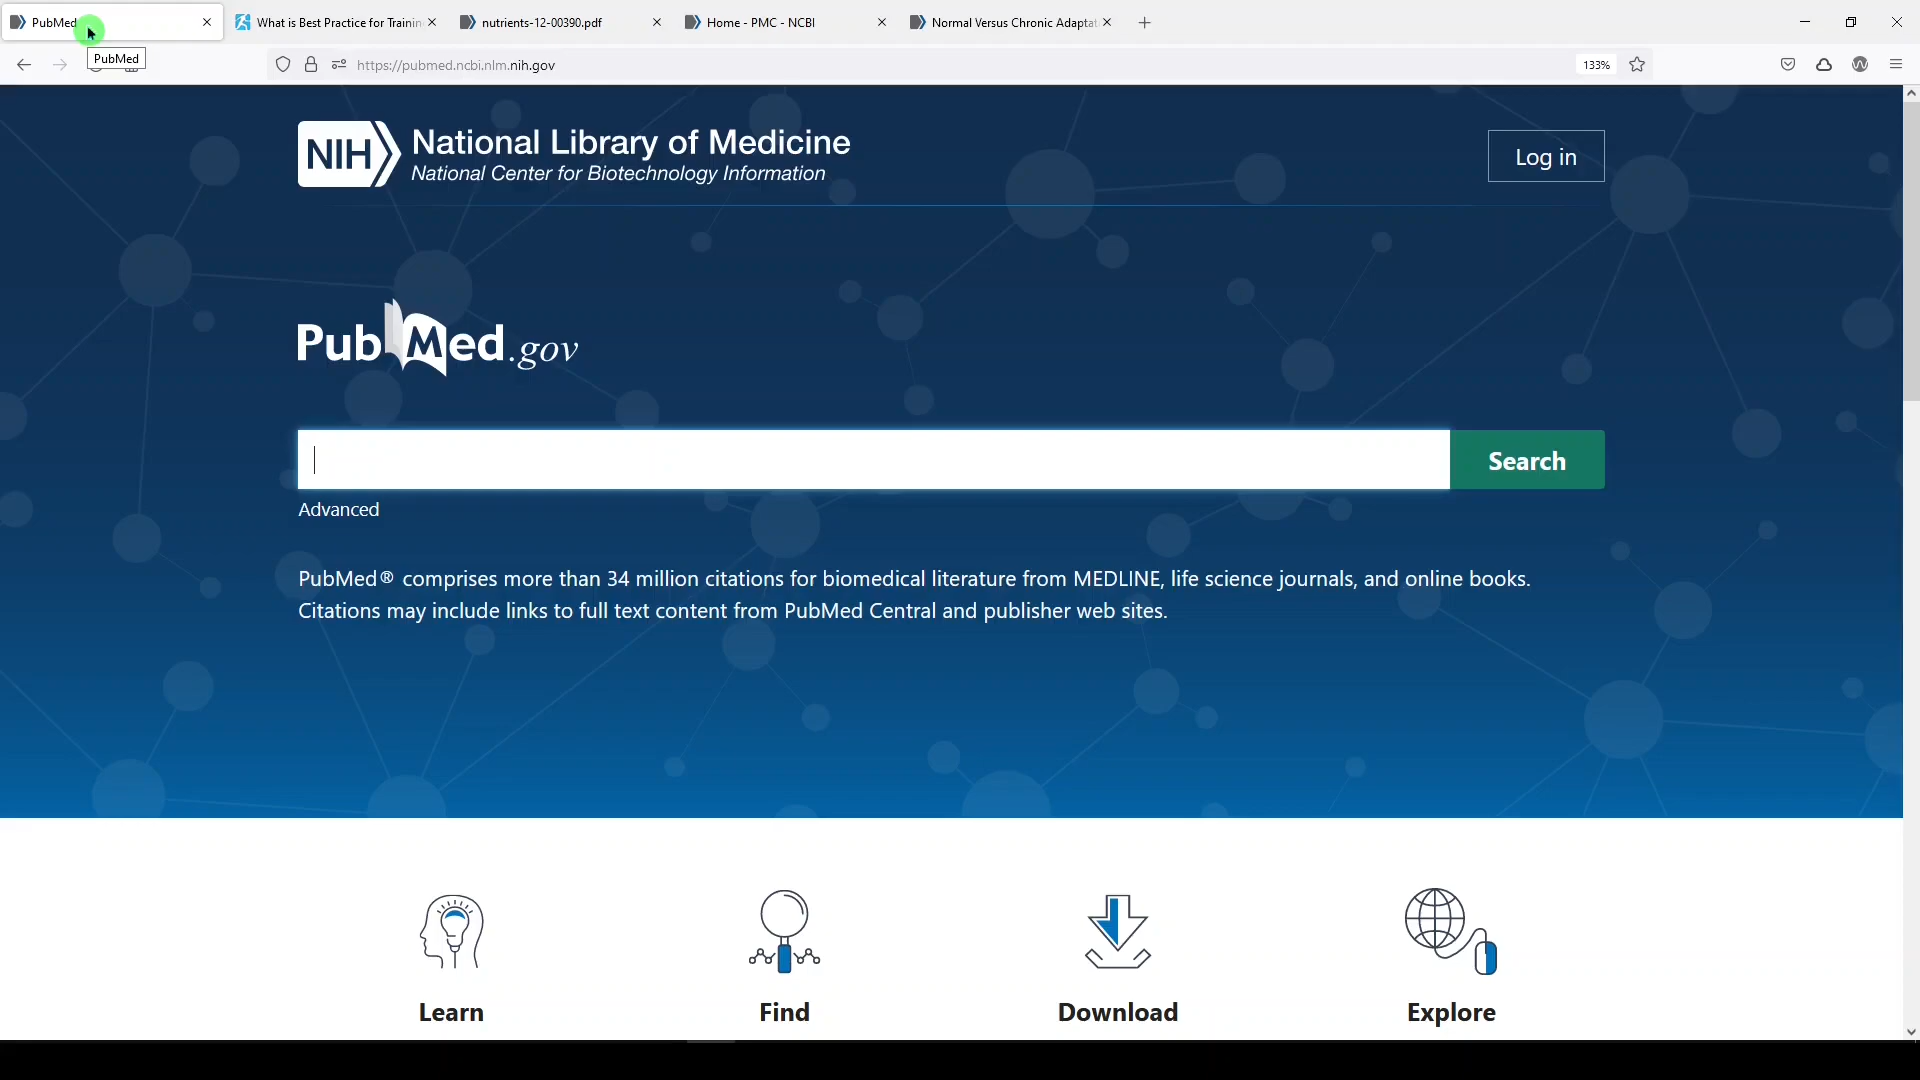 PubMed
What is Best Practice for Trainin
nutrients-12-00390.pdf
Home - PMC - NCBI
Normal Versus Chronic Adaptat
PubMed
https://pubmed.ncbi.nlm.nih.gov
133%
NIH
National Library of Medicine
National Center for Biotechnology Information
Log in
PubMed.gov
Search
Advanced
PubMed® comprises more than 34 million citations for biomedical literature from MEDLINE, life science journals, and online books.
Citations may include links to full text content from PubMed Central and publisher web sites.
Learn
Find
Download
Explore